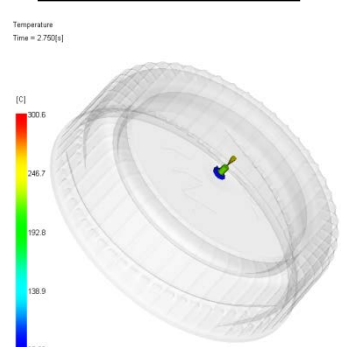 Temperature
Time = 2.750[s]
[C]
300.6
246.7
192.8
138.9